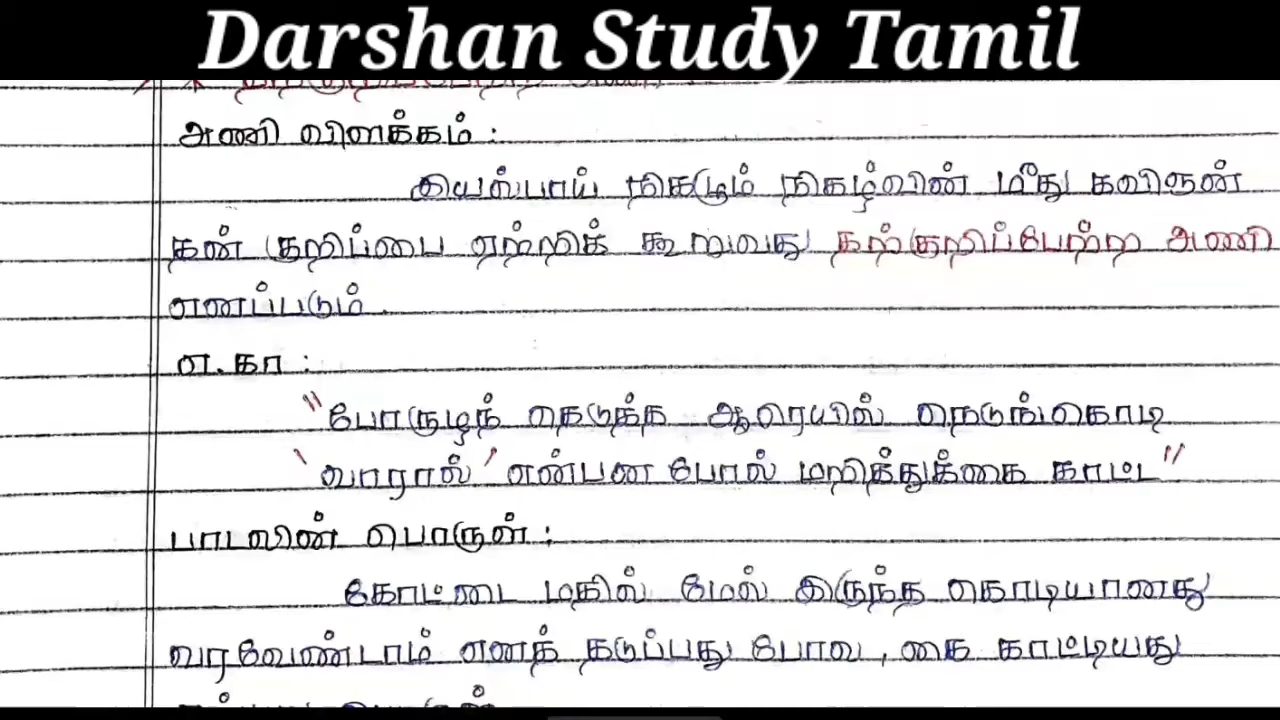 Darshan Study Tamil
அணி விளக்கம் :
இயல்பாய் நிகழும் நிகழ்வின் மீது கவிஞன்
தன் குறிப்பை ஏற்றிக் கூறுவது தற்குறிப்பேற்ற அணி
எனப்படும்.
எ.கா :
"போருழந் தெடுத்த ஆரெயில் நெடுங்கொடி
'வாரால்' என்பன போல் மறித்துக்கை காட்ட"
பாடலின் பொருள் :
கோட்டை மதில் மேல் இருந்த கொடியானது
வரவேண்டாம் எனத் தடுப்பது போல , கை காட்டியது